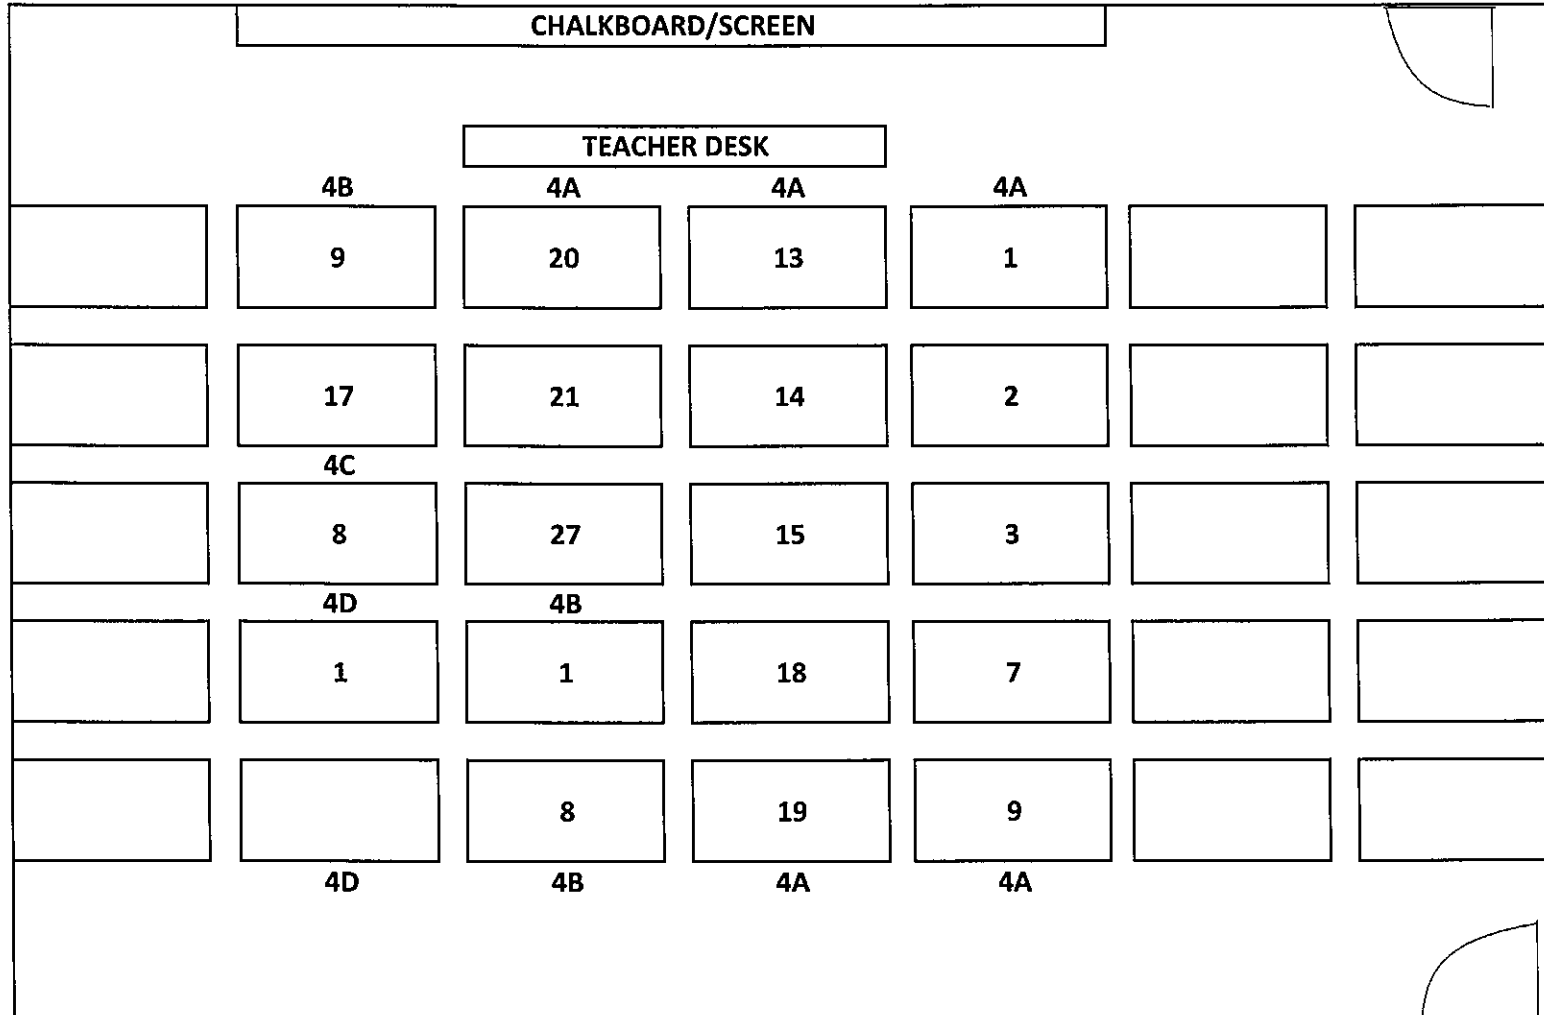 CHALKBOARD/SCREEN
TEACHER DESK
4B 4A 4A 4A
9 20 13 1
17 21 14 2
4C
8 27 15 3
4D 4B
1 1 18 7
8 19 9
4D 4B 4A 4A